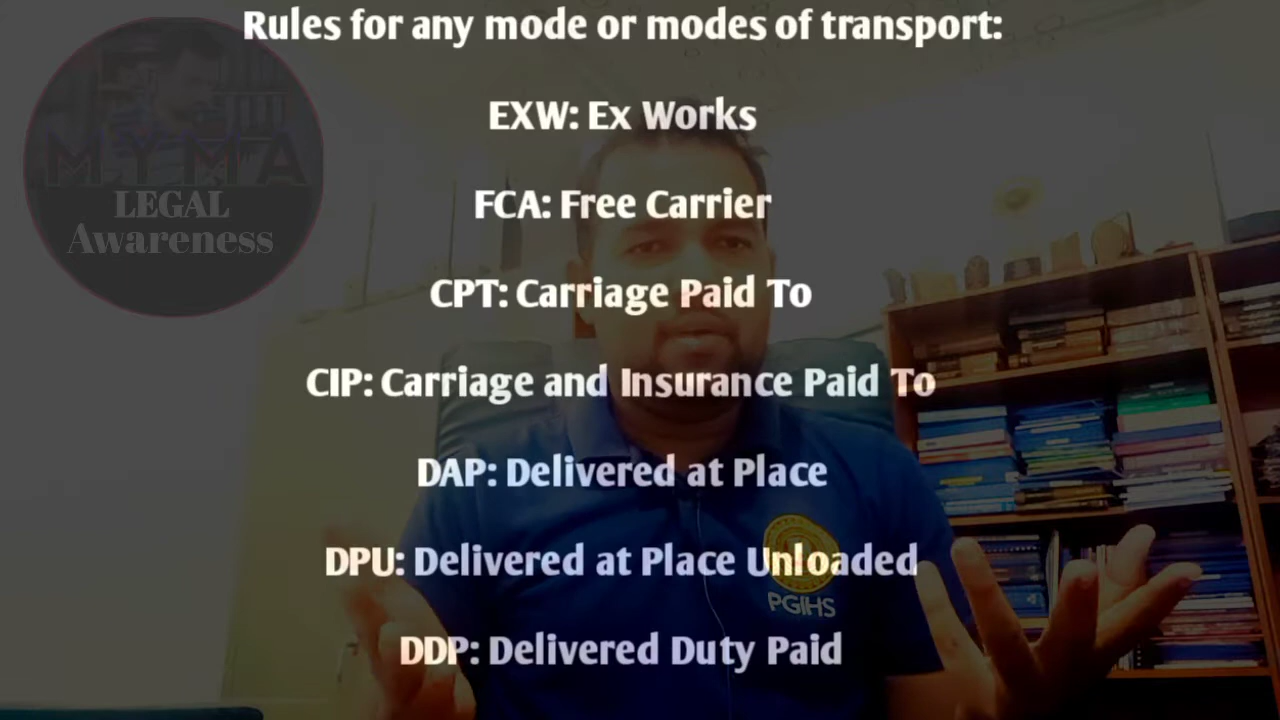 Rules for any mode or modes of transport:
EXW: Ex Works
FCA: Free Carrier
CPT: Carriage Paid To
CIP: Carriage and Insurance Paid To
DAP: Delivered at Place
DPU: Delivered at Place Unloaded
DDP: Delivered Duty Paid
MYMA
LEGAL
Awareness
PGIHS